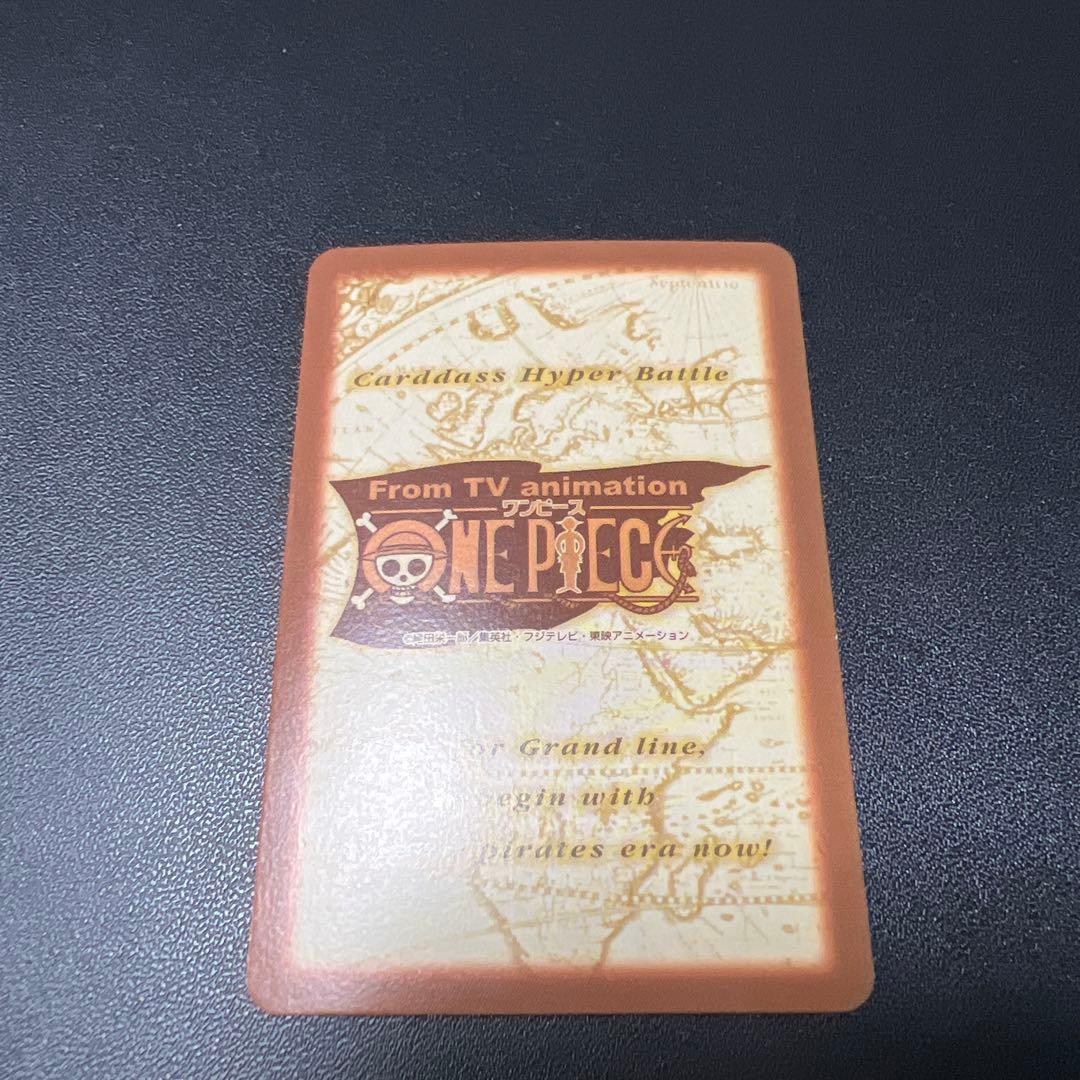 Carddass Hyper Battle
From TV animation
ワンピース
ONE PIECE
©尾田栄一郎/集英社・フジテレビ・東映アニメーション
Grand line,
begin with
pirates era now!